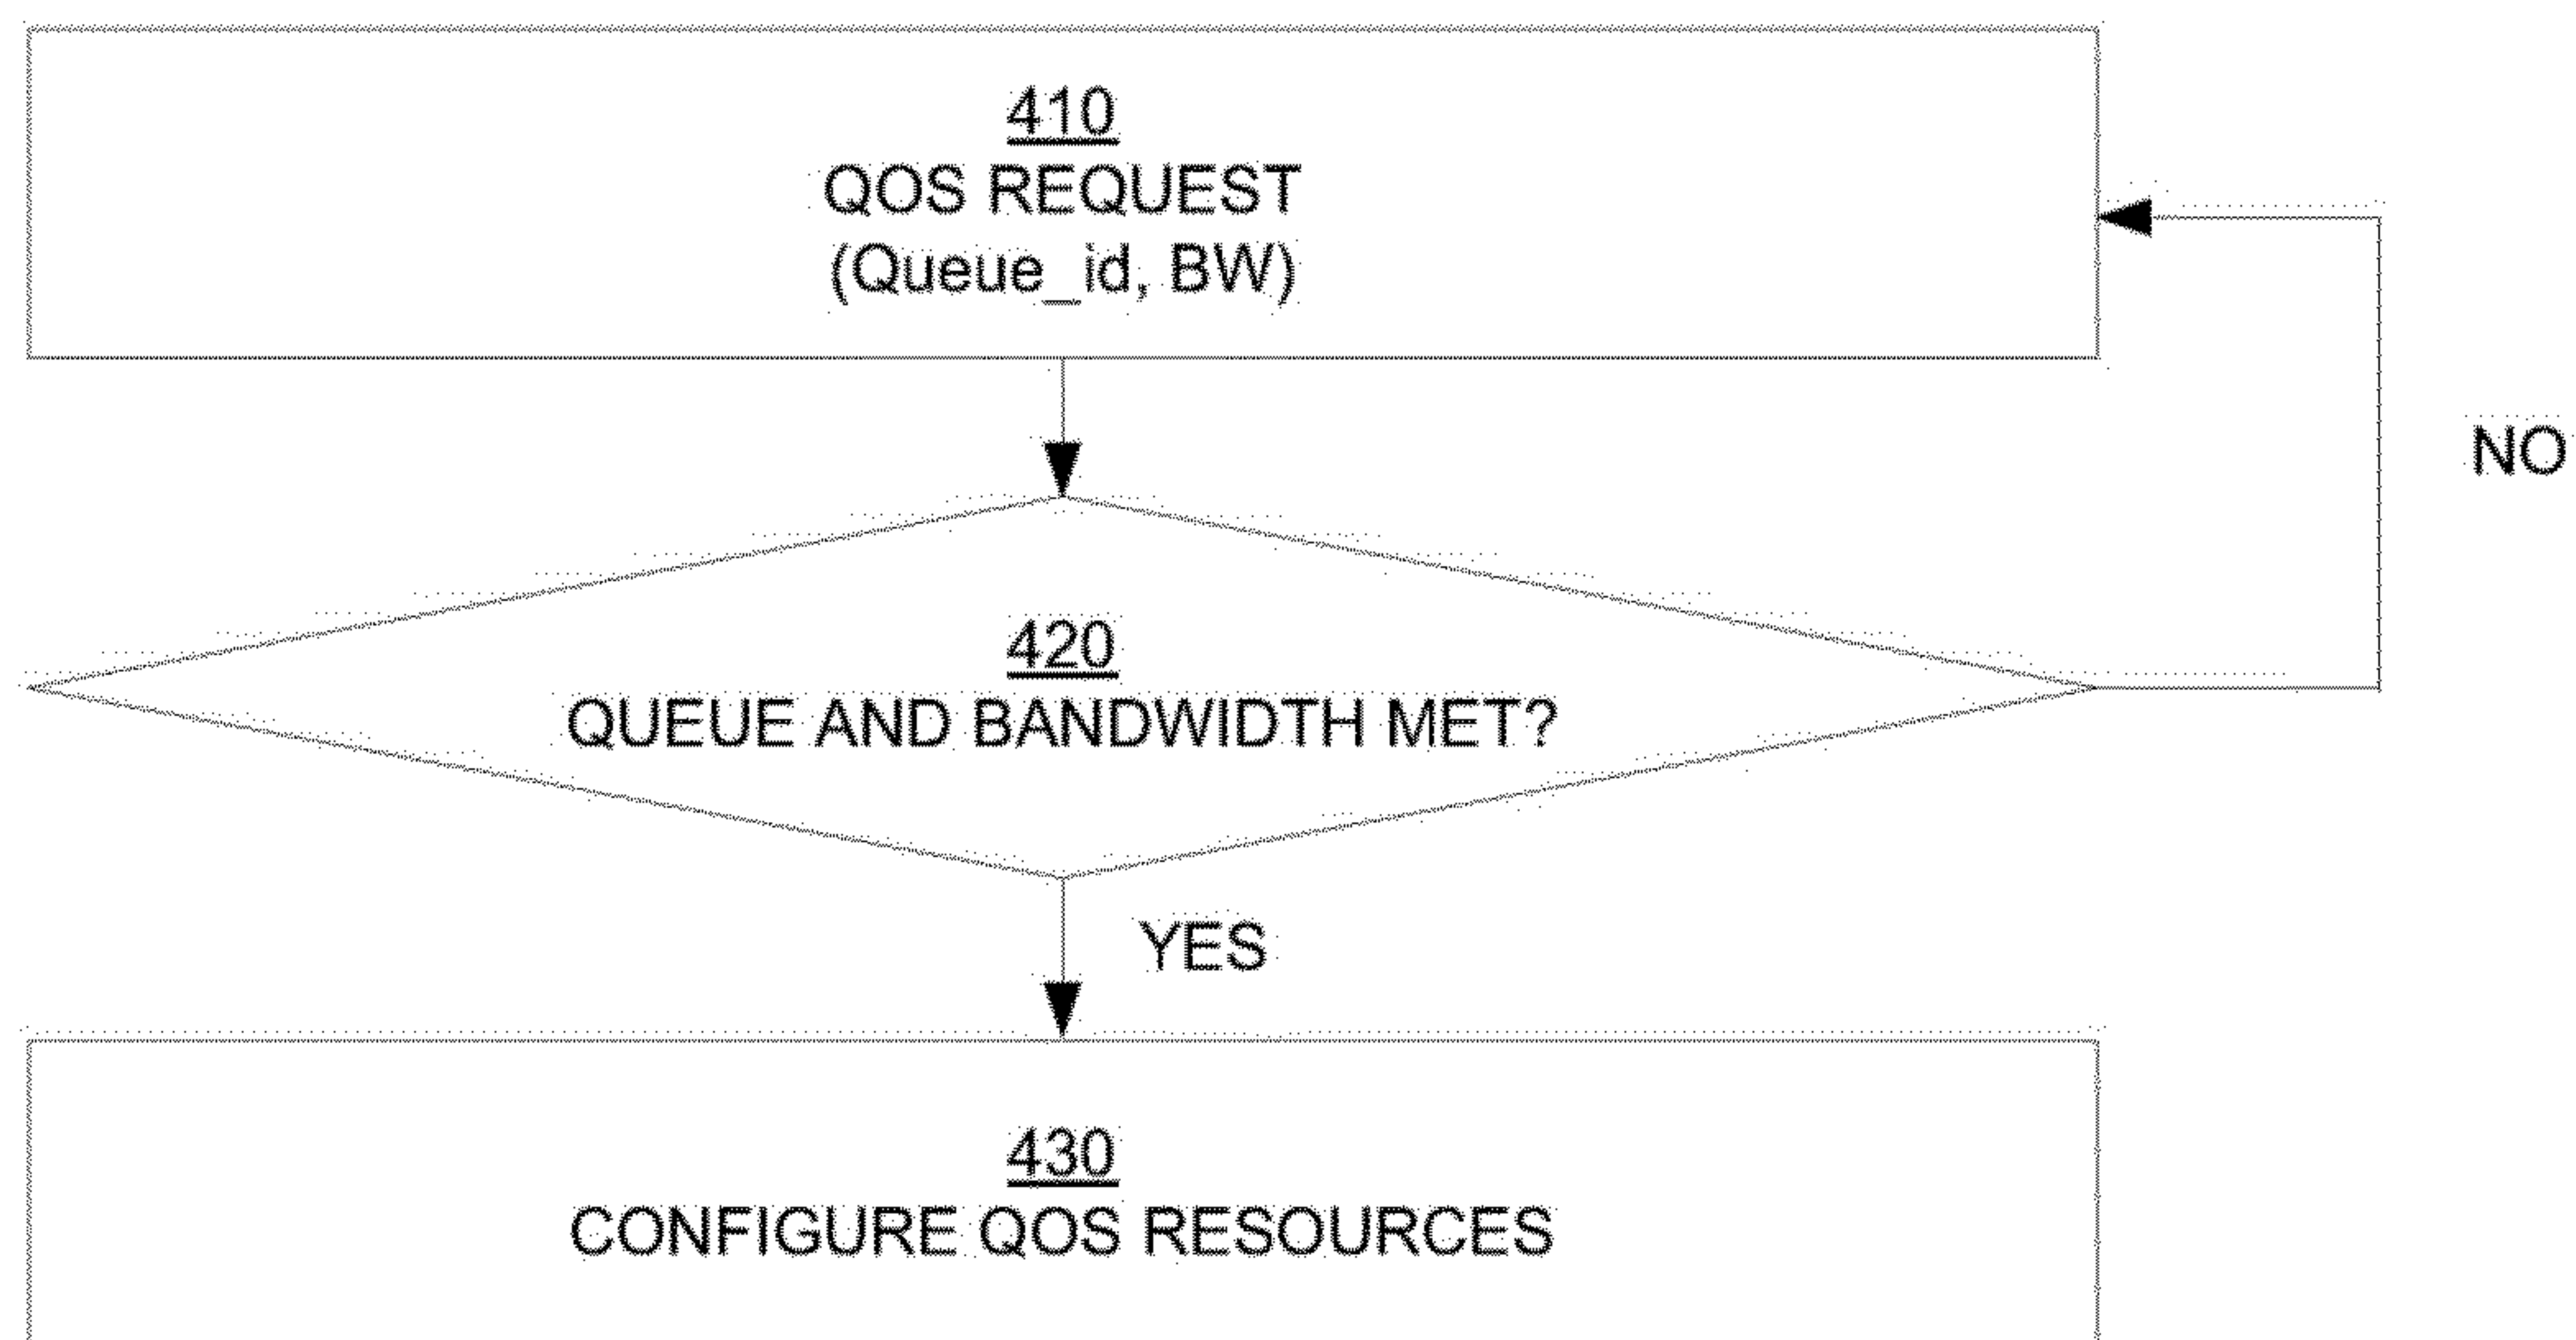 410
QOS REQUEST
(Queue_id, BW)
NO
420
QUEUE AND BANDWIDTH MET?
YES
430
CONFIGURE QOS RESOURCES